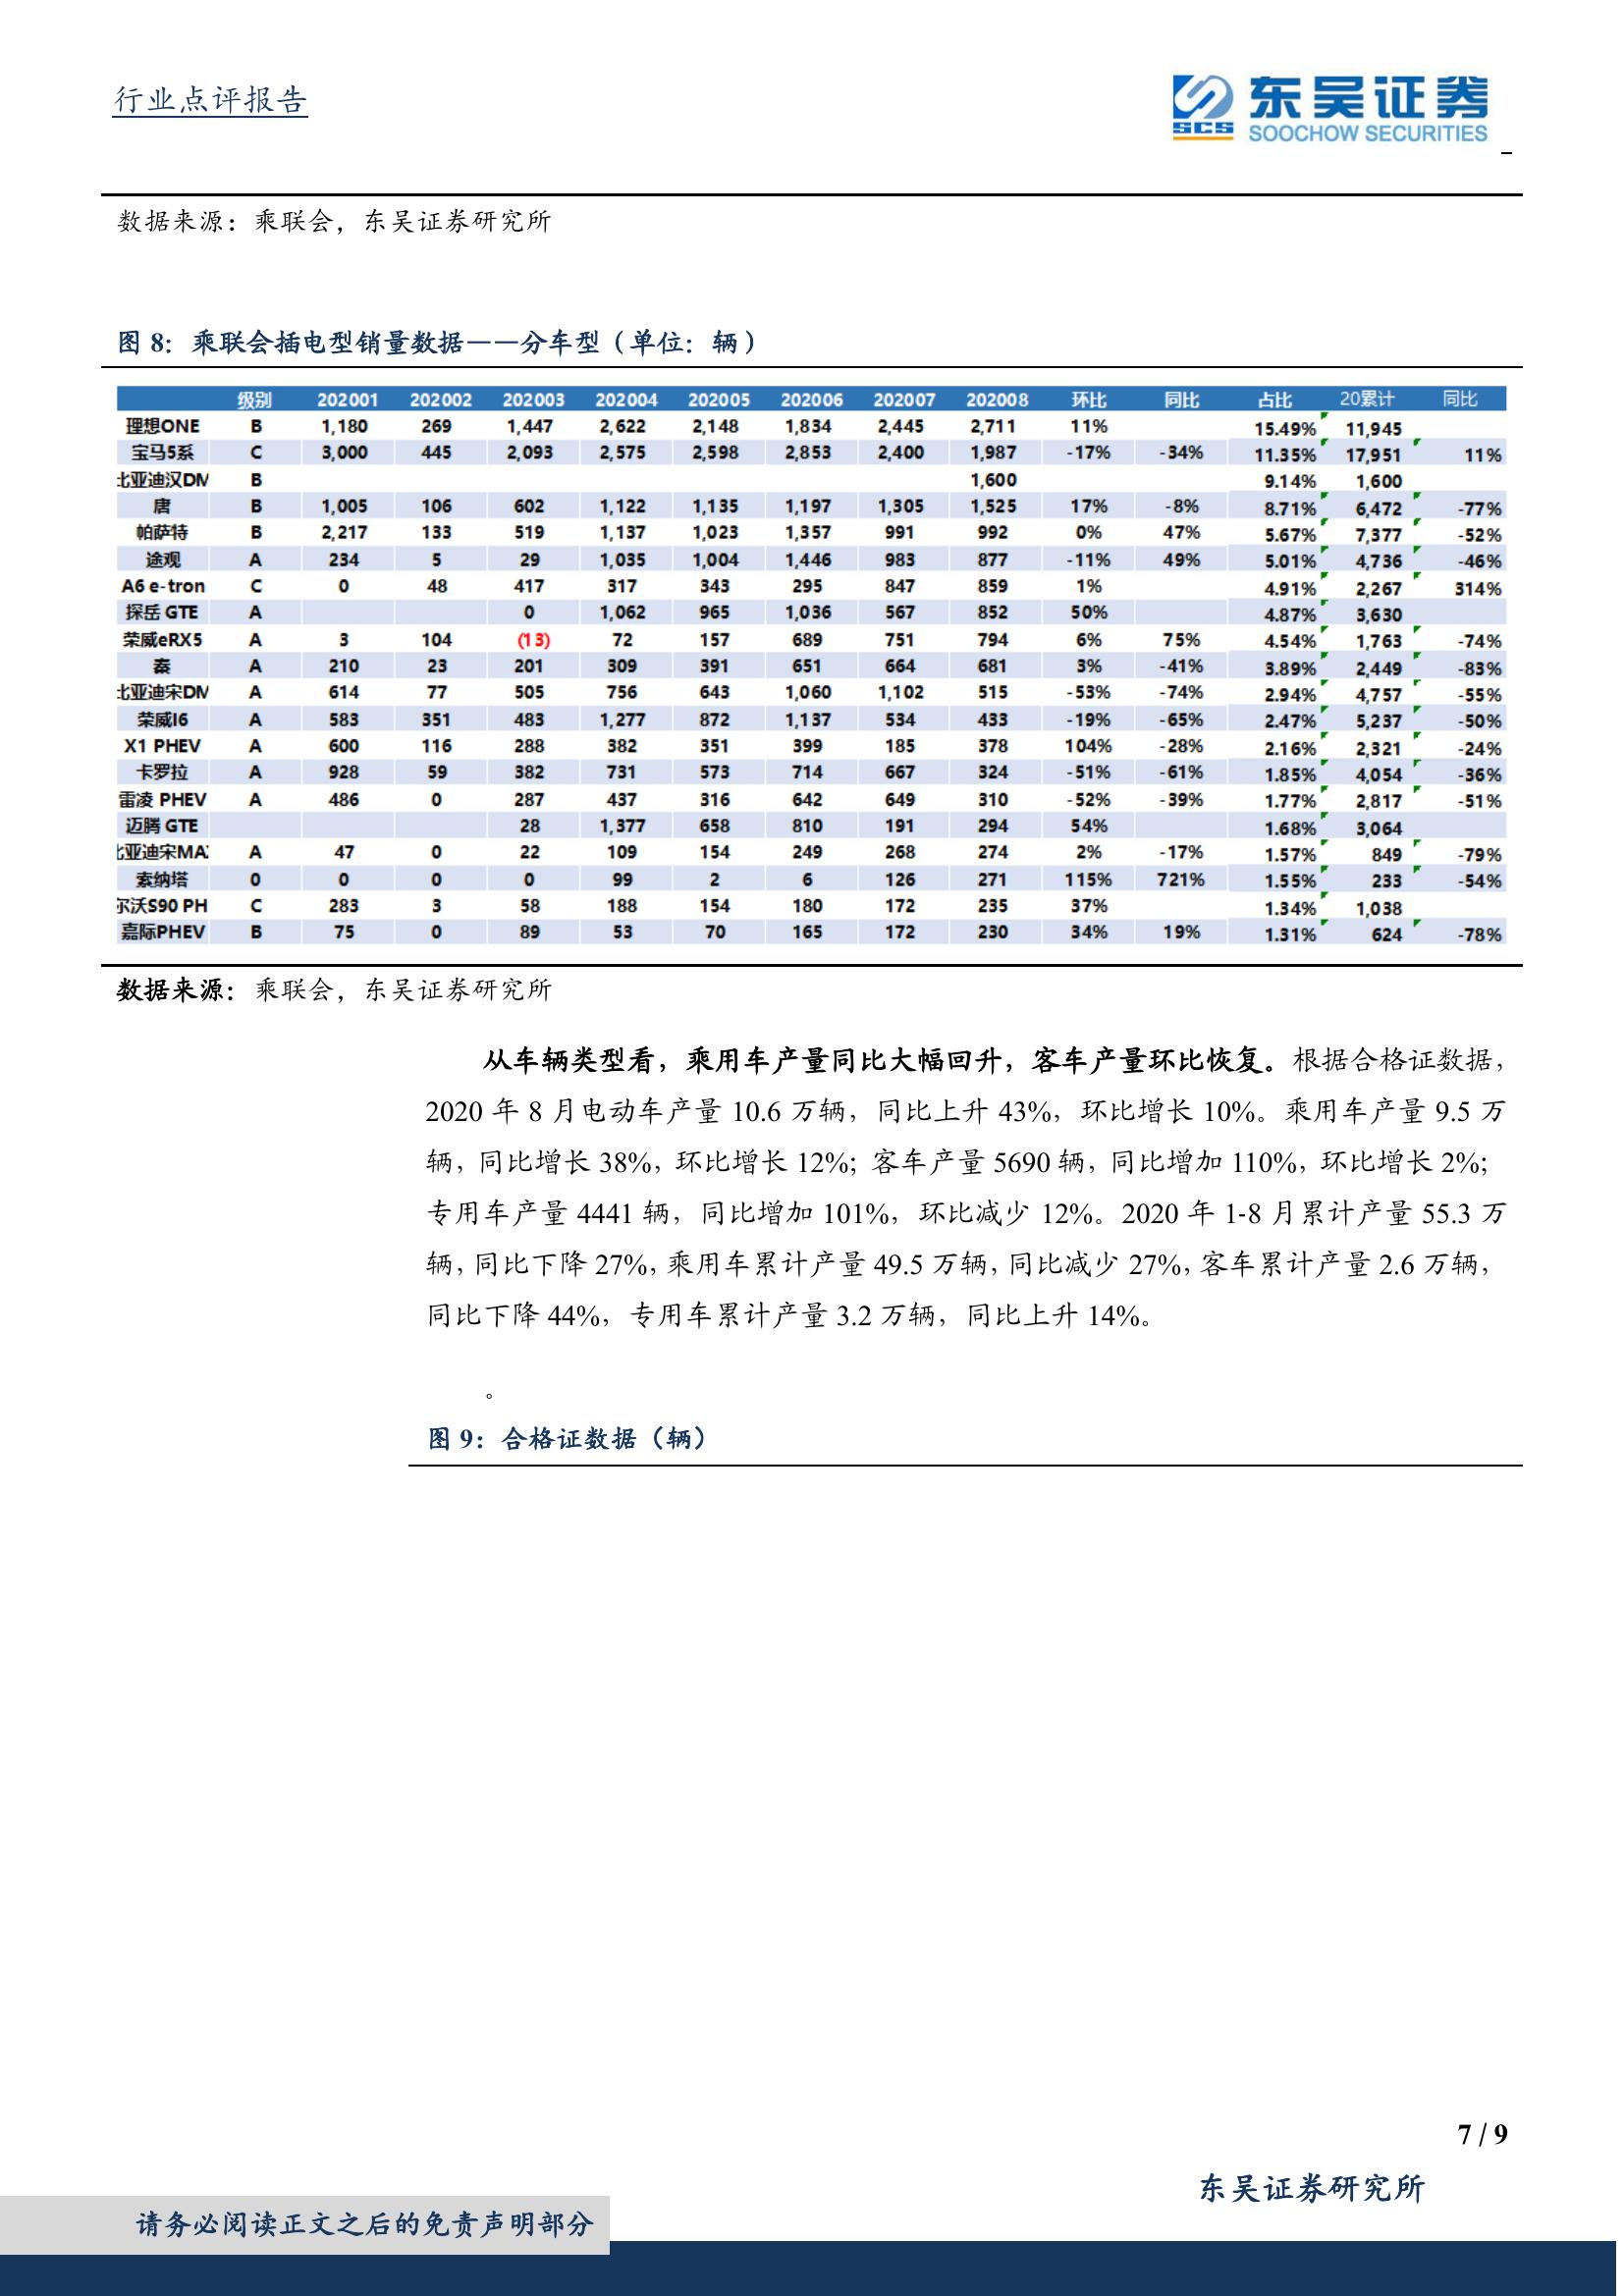 行业点评报告
SCS 东吴证券
SOOCHOW SECURITIES
数据来源：乘联会，东吴证券研究所
图 8：乘联会插电型销量数据——分车型（单位：辆）
级别 202001 202002 202003 202004 202005 202006 202007 202008 环比 同比 占比 20累计 同比
理想ONE B 1,180 269 1,447 2,622 2,148 1,834 2,445 2,711 11% 15.49% 11,945
宝马5系 C 3,000 445 2,093 2,575 2,598 2,853 2,400 1,987 -17% -34% 11.35% 17,951 11%
比亚迪汉DM B 1,600 9.14% 1,600
唐 B 1,005 106 602 1,122 1,135 1,197 1,305 1,525 17% -8% 8.71% 6,472 -77%
帕萨特 B 2,217 133 519 1,137 1,023 1,357 991 992 0% 47% 5.67% 7,377 -52%
途观 A 234 5 29 1,035 1,004 1,446 983 877 -11% 49% 5.01% 4,736 -46%
A6 e-tron C 0 48 417 317 343 295 847 859 1% 4.91% 2,267 314%
探岳 GTE A 0 1,062 965 1,036 567 852 50% 4.87% 3,630
荣威eRX5 A 3 104 (13) 72 157 689 751 794 6% 75% 4.54% 1,763 -74%
秦 A 210 23 201 309 391 651 664 681 3% -41% 3.89% 2,449 -83%
比亚迪宋DM A 614 77 505 756 643 1,060 1,102 515 -53% -74% 2.94% 4,757 -55%
荣威I6 A 583 351 483 1,277 872 1,137 534 433 -19% -65% 2.47% 5,237 -50%
X1 PHEV A 600 116 288 382 351 399 185 378 104% -28% 2.16% 2,321 -24%
卡罗拉 A 928 59 382 731 573 714 667 324 -51% -61% 1.85% 4,054 -36%
雷凌 PHEV A 486 0 287 437 316 642 649 310 -52% -39% 1.77% 2,817 -51%
迈腾 GTE 28 1,377 658 810 191 294 54% 1.68% 3,064
比亚迪宋MA A 47 0 22 109 154 249 268 274 2% -17% 1.57% 849 -79%
索纳塔 0 0 0 0 99 2 6 126 271 115% 721% 1.55% 233 -54%
尔沃S90 PH C 283 3 58 188 154 180 172 235 37% 1.34% 1,038
嘉际PHEV B 75 0 89 53 70 165 172 230 34% 19% 1.31% 624 -78%
数据来源：乘联会，东吴证券研究所
从车辆类型看，乘用车产量同比大幅回升，客车产量环比恢复。根据合格证数据，
2020 年 8 月电动车产量 10.6 万辆，同比上升 43%，环比增长 10%。乘用车产量 9.5 万
辆，同比增长 38%，环比增长 12%；客车产量 5690 辆，同比增加 110%，环比增长 2%；
专用车产量 4441 辆，同比增加 101%，环比减少 12%。2020 年 1-8 月累计产量 55.3 万
辆，同比下降 27%，乘用车累计产量 49.5 万辆，同比减少 27%，客车累计产量 2.6 万辆，
同比下降 44%，专用车累计产量 3.2 万辆，同比上升 14%。
。
图 9：合格证数据（辆）
7 / 9
东吴证券研究所
请务必阅读正文之后的免责声明部分